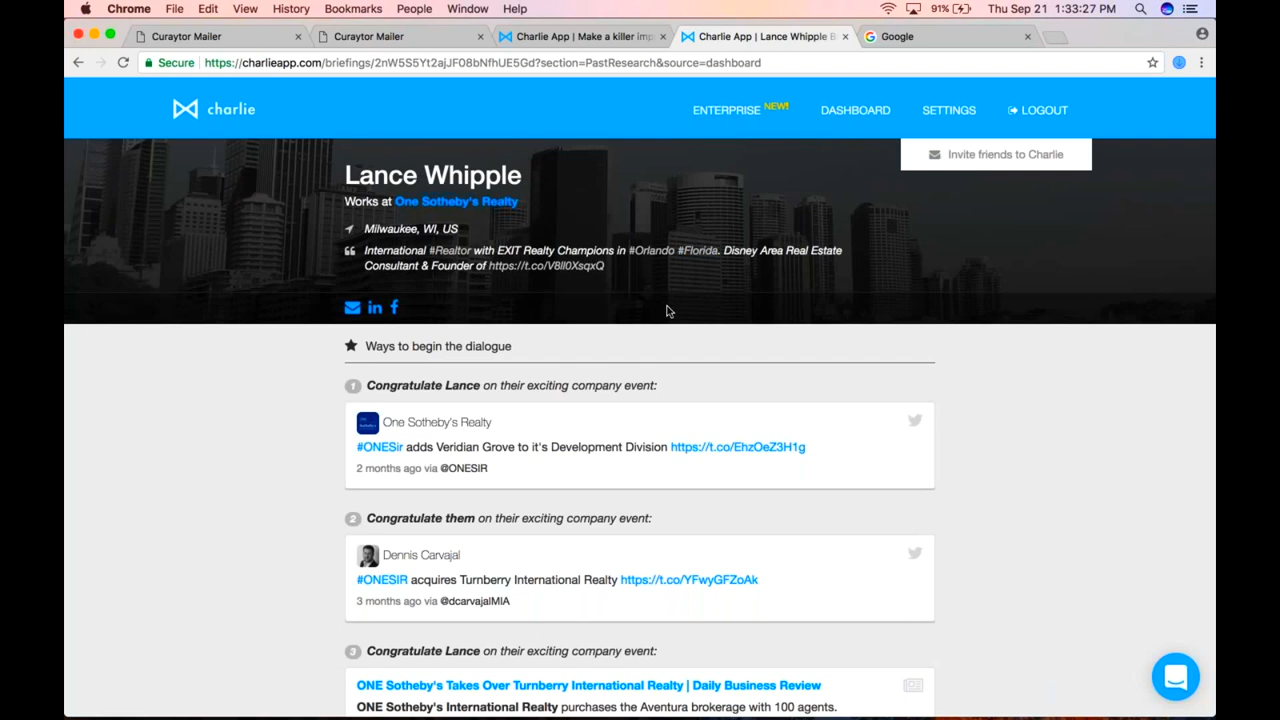 Chrome File Edit View History Bookmarks People Window Help 91% Thu Sep 21 1:33:27 PM
Curaytor Mailer Curaytor Mailer Charlie App | Make a killer imp Charlie App | Lance Whipple B Google
Secure https://charlieapp.com/briefings/2nW5S5Yt2ajJF08bNfhUE5Gd?section=PastResearch&source=dashboard
charlie ENTERPRISE NEW! DASHBOARD SETTINGS LOGOUT
Invite friends to Charlie
Lance Whipple
Works at One Sotheby's Realty
Milwaukee, WI, US
International #Realtor with EXIT Realty Champions in #Orlando #Florida. Disney Area Real Estate
Consultant & Founder of https://t.co/V8ll0XsqxQ
Ways to begin the dialogue
1 Congratulate Lance on their exciting company event:
One Sotheby's Realty
#ONESir adds Veridian Grove to it's Development Division https://t.co/EhzOeZ3H1g
2 months ago via @ONESIR
2 Congratulate them on their exciting company event:
Dennis Carvajal
#ONESIR acquires Turnberry International Realty https://t.co/YFwyGFZoAk
3 months ago via @dcarvajalMIA
3 Congratulate Lance on their exciting company event:
ONE Sotheby's Takes Over Turnberry International Realty | Daily Business Review
ONE Sotheby's International Realty purchases the Aventura brokerage with 100 agents.